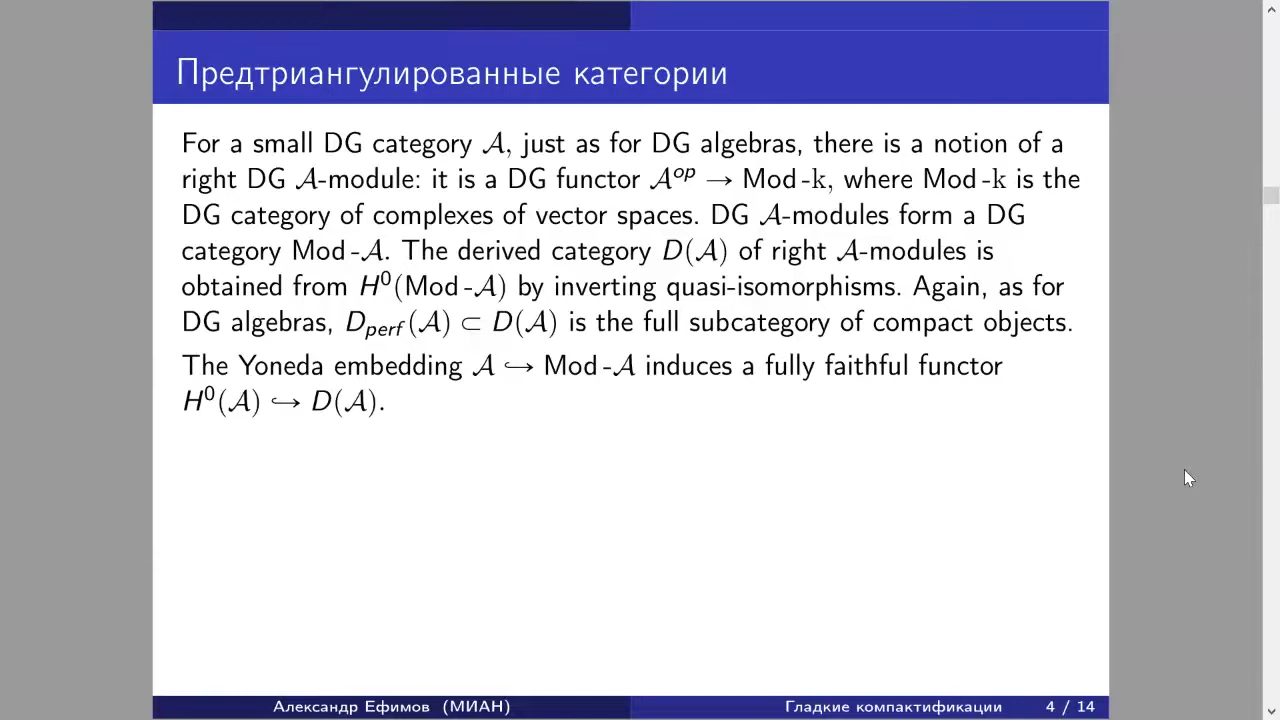 Предтриангулированные категории
For a small DG category 𝒜, just as for DG algebras, there is a notion of a
right DG 𝒜-module: it is a DG functor 𝒜ᵒᵖ → Mod-k, where Mod-k is the
DG category of complexes of vector spaces. DG 𝒜-modules form a DG
category Mod-𝒜. The derived category D(𝒜) of right 𝒜-modules is
obtained from H⁰(Mod-𝒜) by inverting quasi-isomorphisms. Again, as for
DG algebras, D_perf(𝒜) ⊂ D(𝒜) is the full subcategory of compact objects.
The Yoneda embedding 𝒜 ↪ Mod-𝒜 induces a fully faithful functor
H⁰(𝒜) ↪ D(𝒜).
Александр Ефимов (МИАН) Гладкие компактификации 4 / 14